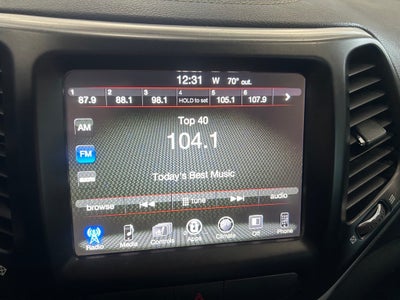 12:31 W 70° out.
1 2 3 4 5 6
87.9 88.1 98.1 HOLD to set 105.1 107.9
Top 40
AM
104.1
FM
Today's Best Music
browse tune audio
Radio Media Controls Apps Climate Off Phone